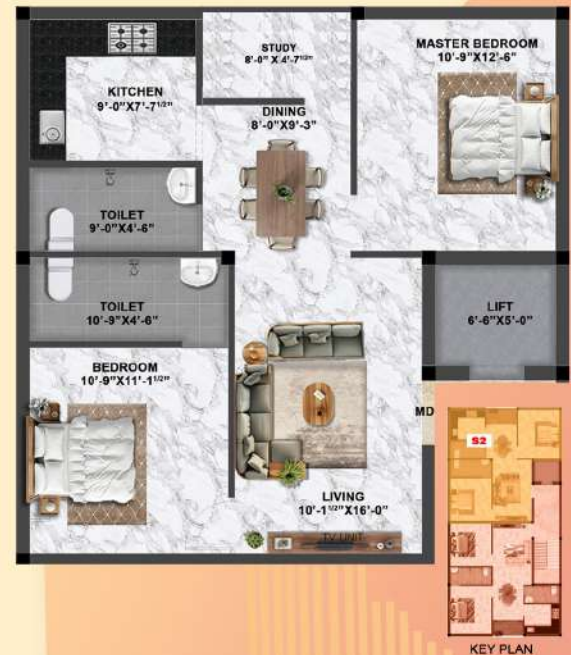 STUDY
8'-0" X 4'-7 1/2"
MASTER BEDROOM
10'-9"X12'-6"
KITCHEN
9'-0"X7'-7 1/2"
DINING
8'-0"X9'-3"
TOILET
9'-0"X4'-6"
TOILET
10'-9"X4'-6"
LIFT
6'-6"X5'-0"
BEDROOM
10'-9"X11'-1 1/2"
MD
S2
LIVING
10'-1 1/2"X16'-0"
TV UNIT
KEY PLAN